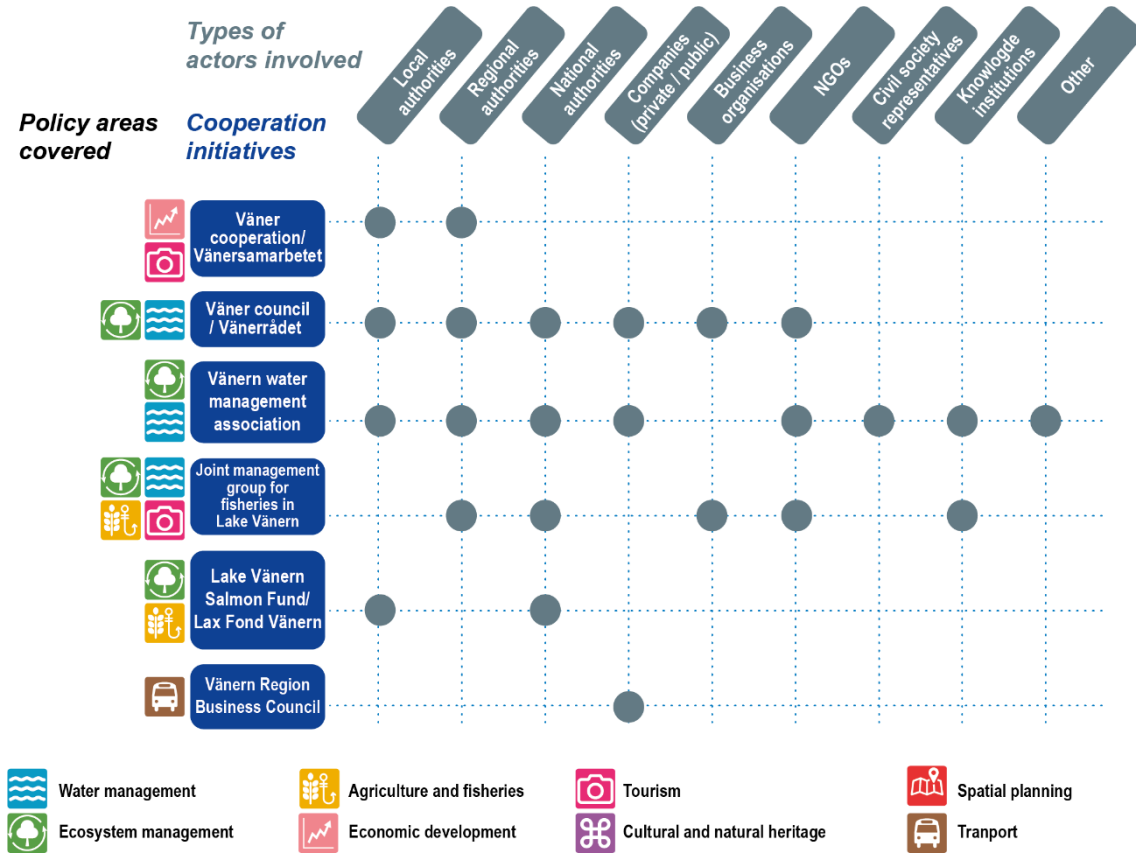 Types of
actors involved
Local
authorities
Regional
authorities
National
authorities
Companies
(private / public)
Business
organisations
NGOs
Civil society
representatives
Knowlogde
institutions
Other
Policy areas
covered
Cooperation
initiatives
Väner
cooperation/
Vänersamarbetet
Väner council
/ Vänerrådet
Vänern water
management
association
Joint management
group for
fisheries in
Lake Vänern
Lake Vänern
Salmon Fund/
Lax Fond Vänern
Vänern Region
Business Council
Water management
Agriculture and fisheries
Tourism
Spatial planning
Ecosystem management
Economic development
Cultural and natural heritage
Tranport